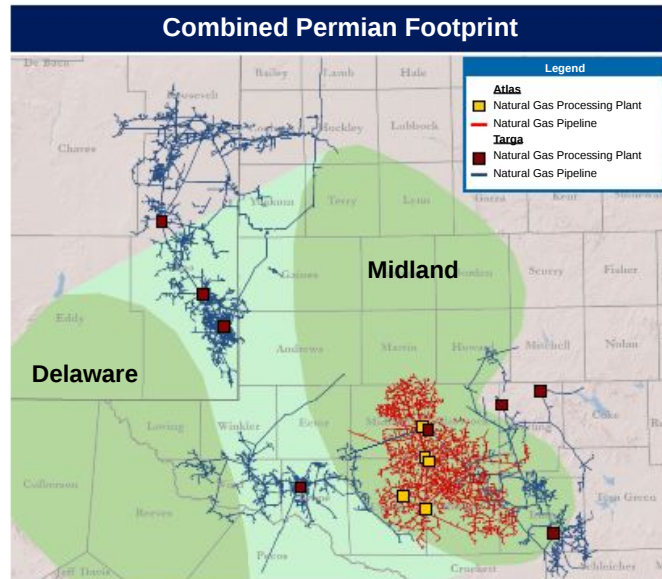 Combined Permian Footprint
Legend
Atlas
Natural Gas Processing Plant
Natural Gas Pipeline
Targa
Natural Gas Processing Plant
Natural Gas Pipeline
De Baca
Bailey
Lamb
Hale
Roosevelt
Chaves
Hockley
Lubbock
Yoakum
Terry
Lynn
Garza
Kent
Midland
Gaines
Scurry
Fisher
Eddy
Andrews
Martin
Howard
Mitchell
Nolan
Delaware
Loving
Winkler
Ector
Coke
Culberson
Reeves
Tom Green
Pecos
Crockett
Schleicher
Jeff Davis